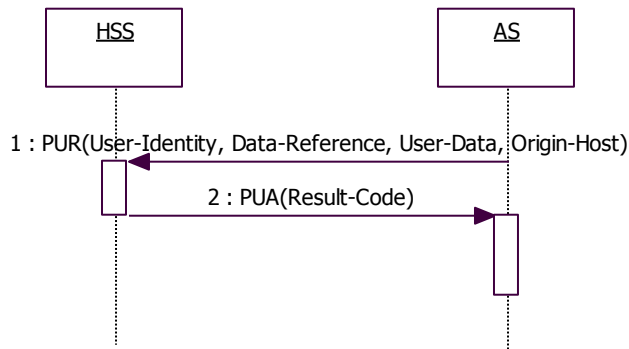 HSS
AS
1 : PUR(User-Identity, Data-Reference, User-Data, Origin-Host)
2 : PUA(Result-Code)